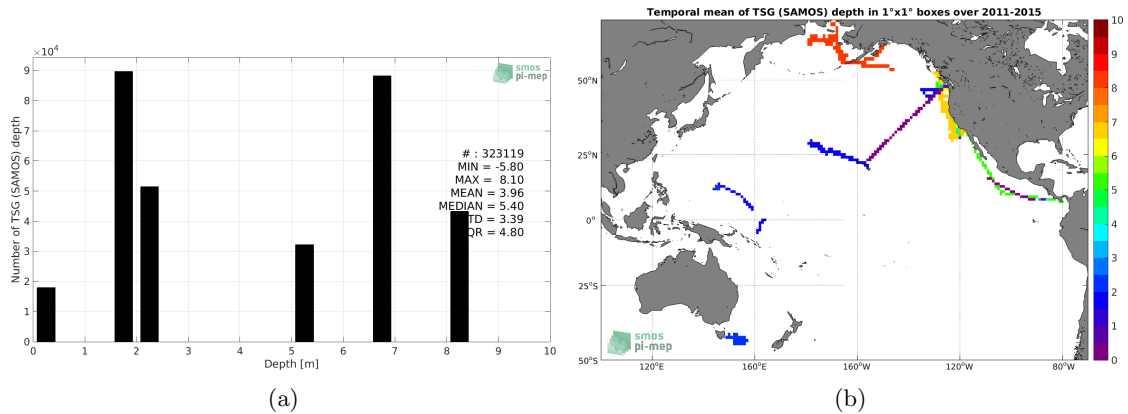 ×10⁴
9
8
7
6
5
4
3
2
1
0
Number of TSG (SAMOS) depth
0 1 2 3 4 5 6 7 8 9 10
Depth [m]
smos
pi-mep
# : 323119
MIN = -5.80
MAX = 8.10
MEAN = 3.96
MEDIAN = 5.40
TD = 3.39
QR = 4.80
(a)
Temporal mean of TSG (SAMOS) depth in 1°x1° boxes over 2011-2015
50°N
25°N
0°
25°S
50°S
120°E 160°E 160°W 120°W 80°W
smos
pi-mep
10
9
8
7
6
5
4
3
2
1
0
(b)